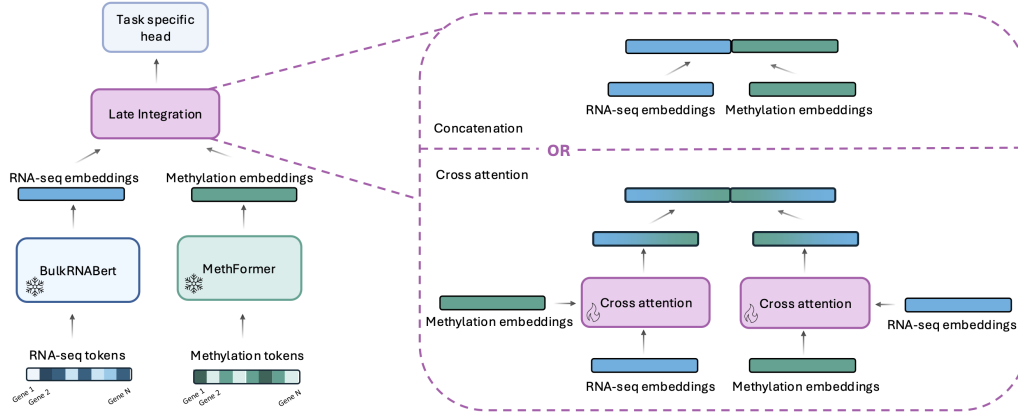 Task specific
head
Late Integration
RNA-seq embeddings
Methylation embeddings
BulkRNABert
MethFormer
RNA-seq tokens
Methylation tokens
Gene 1
Gene 2
Gene N
Gene 1
Gene 2
Gene N
RNA-seq embeddings
Methylation embeddings
Concatenation
OR
Cross attention
Cross attention
Cross attention
Methylation embeddings
RNA-seq embeddings
RNA-seq embeddings
Methylation embeddings